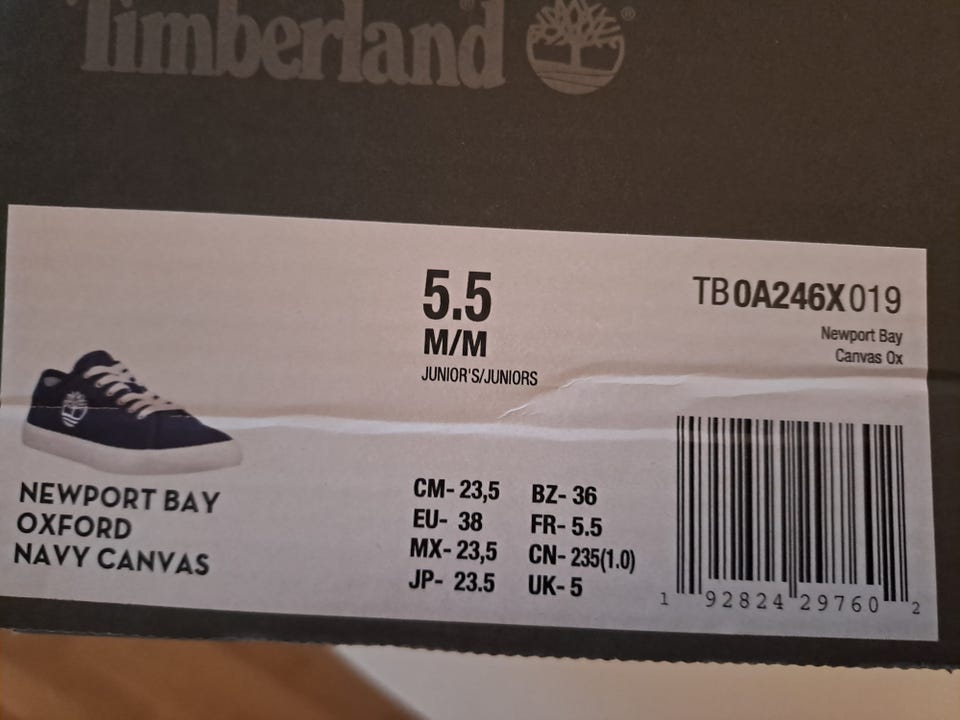 Timberland ®
5.5
M/M
JUNIOR'S/JUNIORS
TB0A246X019
Newport Bay
Canvas Ox
NEWPORT BAY
OXFORD
NAVY CANVAS
CM- 23,5 BZ- 36
EU- 38 FR- 5.5
MX- 23,5 CN- 235(1.0)
JP- 23.5 UK- 5
1 92824 29760 2